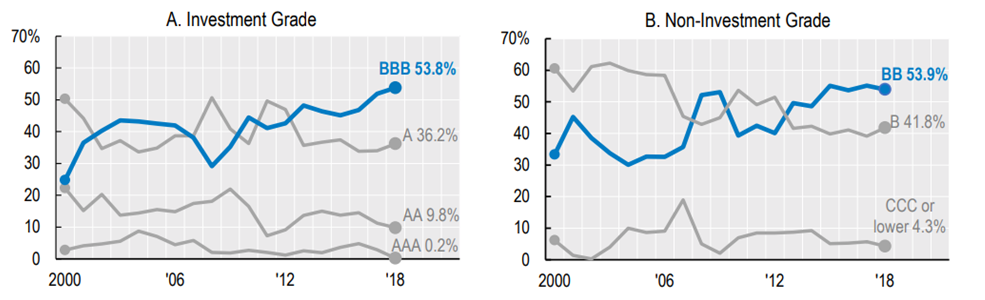 A. Investment Grade
70%
60
50
40
30
20
10
0
BBB 53.8%
A 36.2%
AA 9.8%
AAA 0.2%
2000 '06 '12 '18
B. Non-Investment Grade
70%
60
50
40
30
20
10
0
BB 53.9%
B 41.8%
CCC or
lower 4.3%
2000 '06 '12 '18